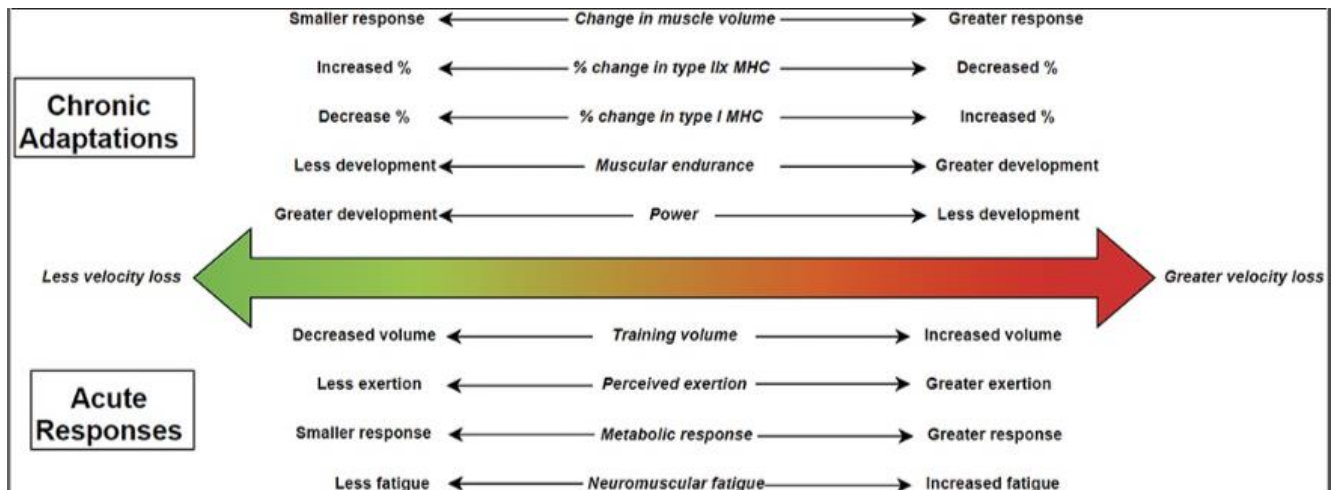 Smaller response Change in muscle volume Greater response
Increased % % change in type IIx MHC Decreased %
Chronic
Adaptations
Decrease % % change in type I MHC Increased %
Less development Muscular endurance Greater development
Greater development Power Less development
Less velocity loss Greater velocity loss
Decreased volume Training volume Increased volume
Less exertion Perceived exertion Greater exertion
Acute
Responses
Smaller response Metabolic response Greater response
Less fatigue Neuromuscular fatigue Increased fatigue